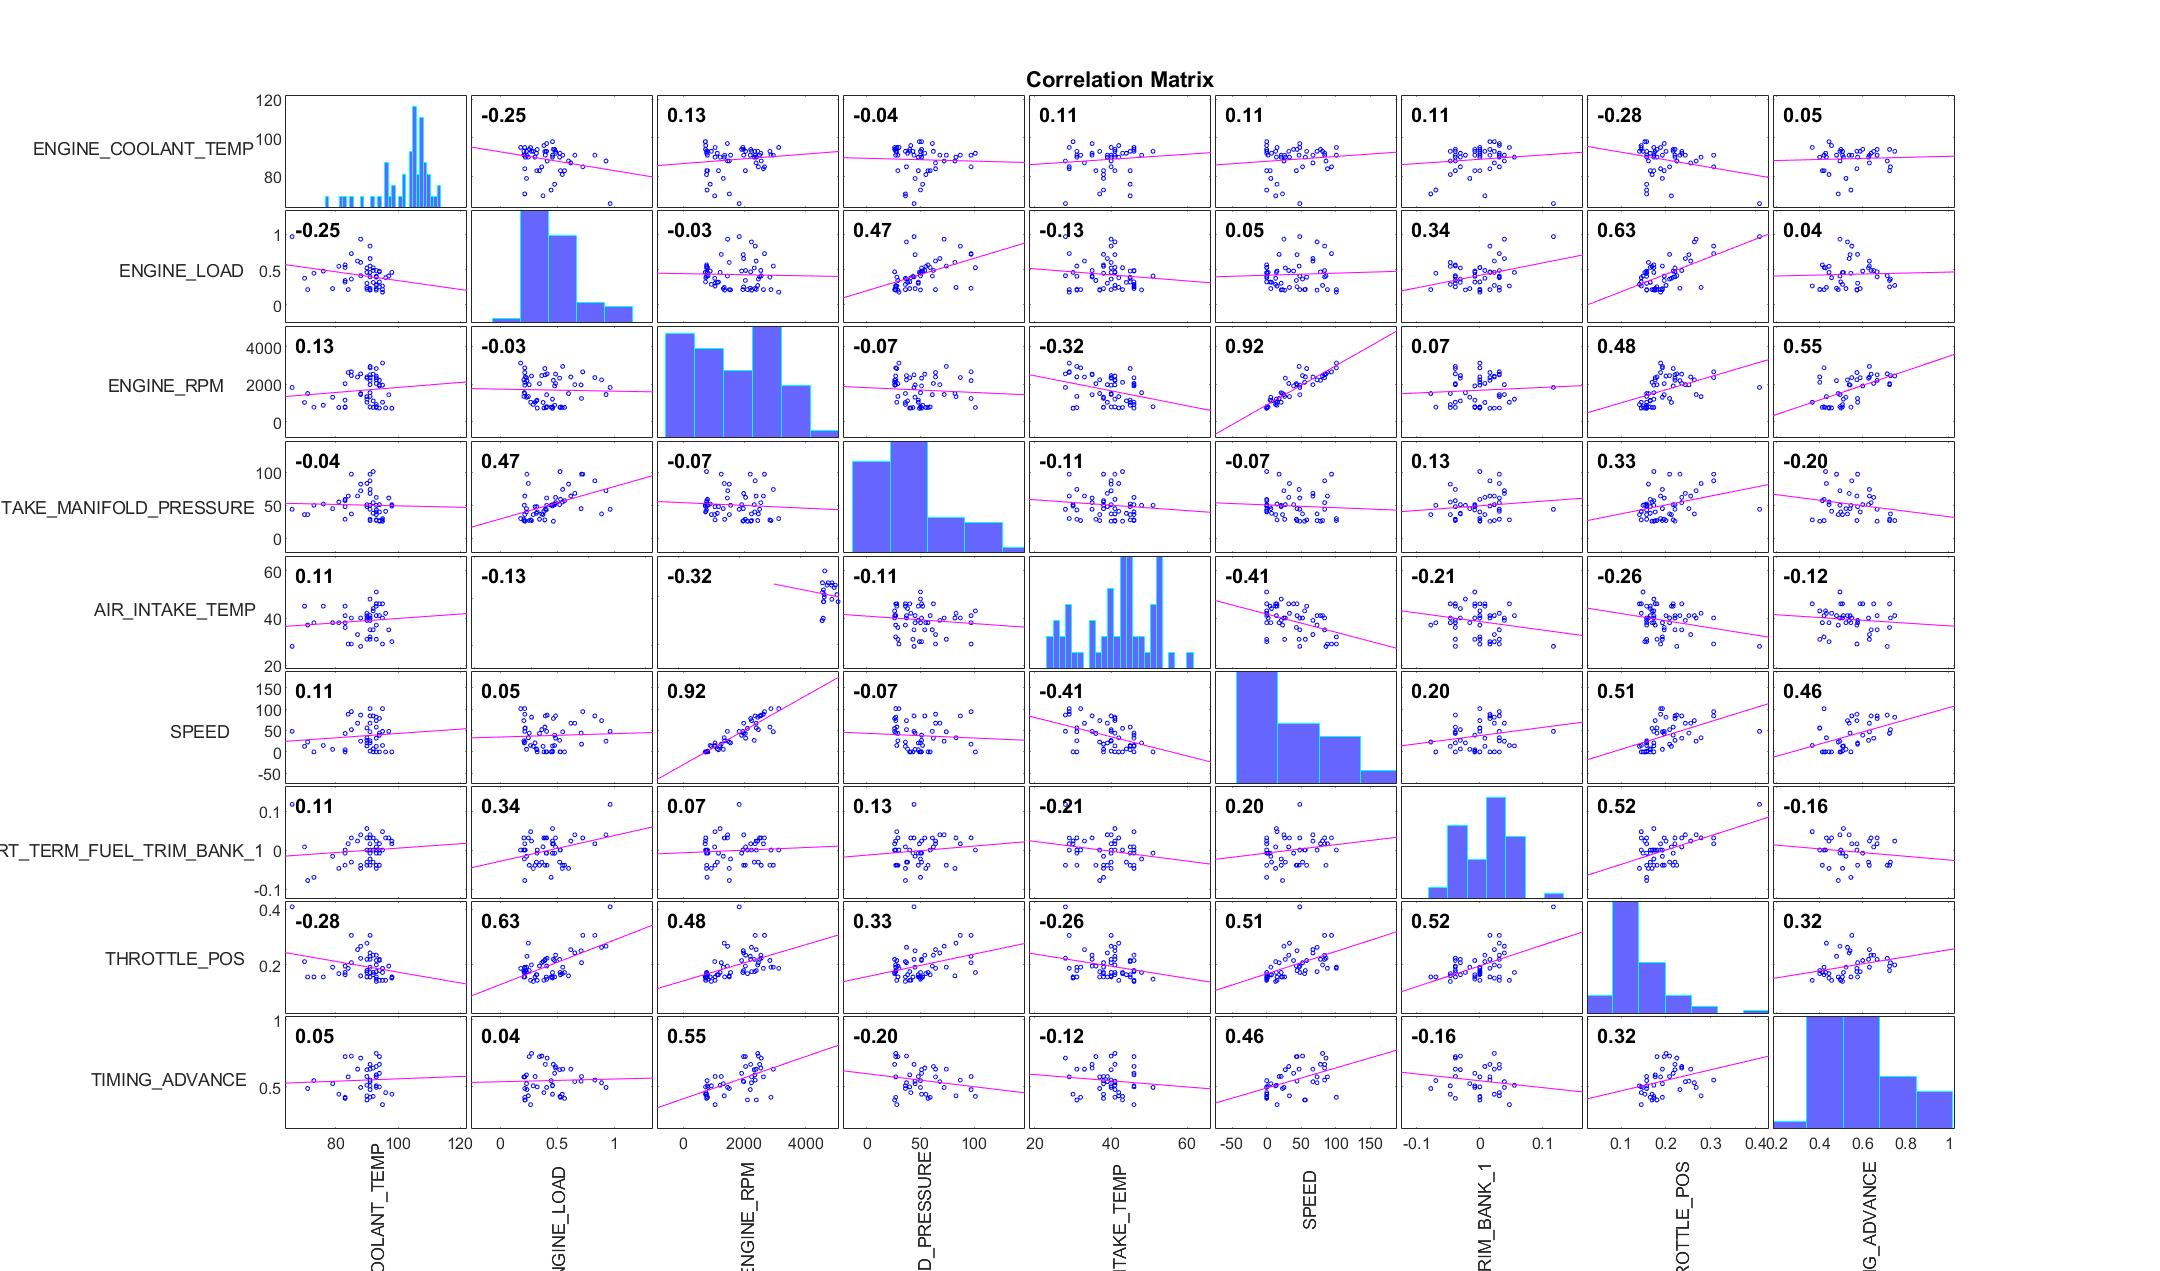 Correlation Matrix
120
100
80
ENGINE_COOLANT_TEMP
-0.25 0.13 -0.04 0.11 0.11 0.11 -0.28 0.05
1
0.5
0
ENGINE_LOAD
-0.25 -0.03 0.47 -0.13 0.05 0.34 0.63 0.04
4000
2000
0
ENGINE_RPM
0.13 -0.03 -0.07 -0.32 0.92 0.07 0.48 0.55
100
50
0
TAKE_MANIFOLD_PRESSURE
-0.04 0.47 -0.07 -0.11 -0.07 0.13 0.33 -0.20
60
40
20
AIR_INTAKE_TEMP
0.11 -0.13 -0.32 -0.11 -0.41 -0.21 -0.26 -0.12
150
100
50
0
-50
SPEED
0.11 0.05 0.92 -0.07 -0.41 0.20 0.51 0.46
0.1
0
-0.1
RT_TERM_FUEL_TRIM_BANK_1
0.11 0.34 0.07 0.13 -0.21 0.20 0.52 -0.16
0.4
0.2
THROTTLE_POS
-0.28 0.63 0.48 0.33 -0.26 0.51 0.52 0.32
1
0.5
TIMING_ADVANCE
0.05 0.04 0.55 -0.20 -0.12 0.46 -0.16 0.32
80 100 120 0 0.5 1 0 2000 4000 0 50 100 20 40 60 -50 0 50 100 150 -0.1 0 0.1 0.1 0.2 0.3 0.4 0.2 0.4 0.6 0.8 1
OOLANT_TEMP
NGINE_LOAD
ENGINE_RPM
D_PRESSURE
NTAKE_TEMP
SPEED
RIM_BANK_1
ROTTLE_POS
NG_ADVANCE